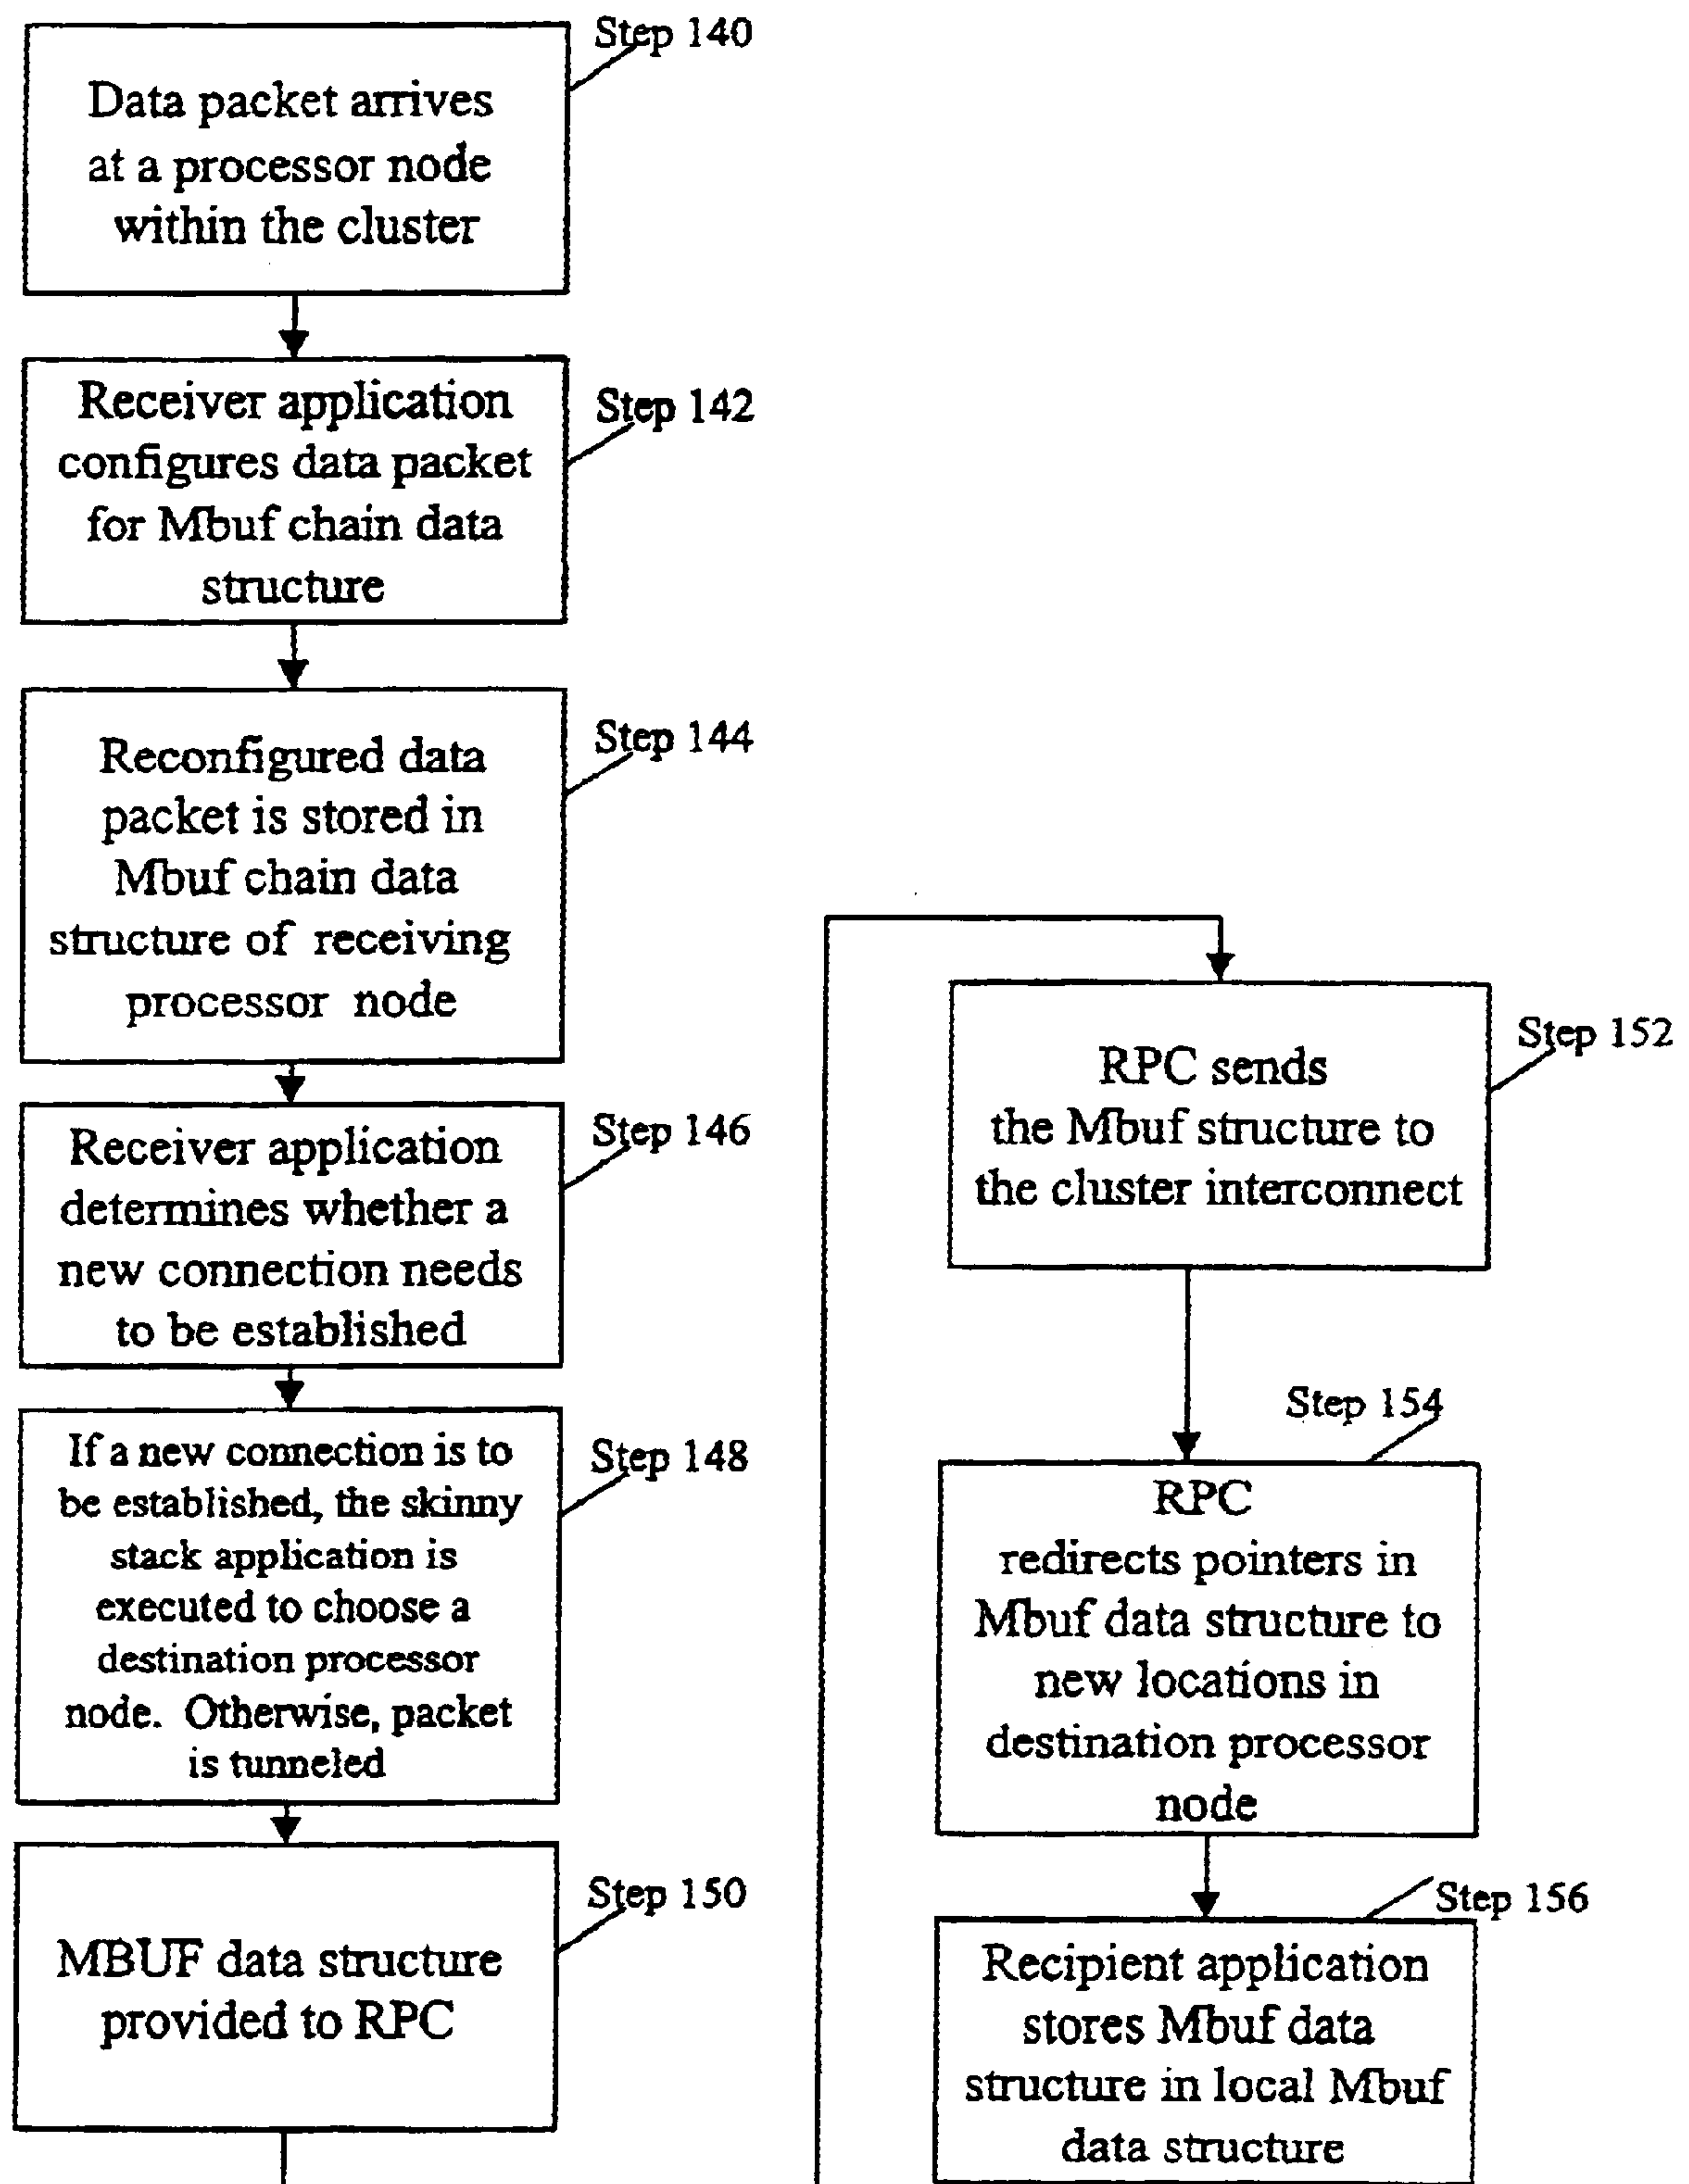 Step 140
Data packet arrives
at a processor node
within the cluster
Step 142
Receiver application
configures data packet
for Mbuf chain data
structure
Step 144
Reconfigured data
packet is stored in
Mbuf chain data
structure of receiving
processor node
Step 146
Receiver application
determines whether a
new connection needs
to be established
Step 148
If a new connection is to
be established, the skinny
stack application is
executed to choose a
destination processor
node. Otherwise, packet
is tunneled
Step 150
MBUF data structure
provided to RPC
Step 152
RPC sends
the Mbuf structure to
the cluster interconnect
Step 154
RPC
redirects pointers in
Mbuf data structure to
new locations in
destination processor
node
Step 156
Recipient application
stores Mbuf data
structure in local Mbuf
data structure